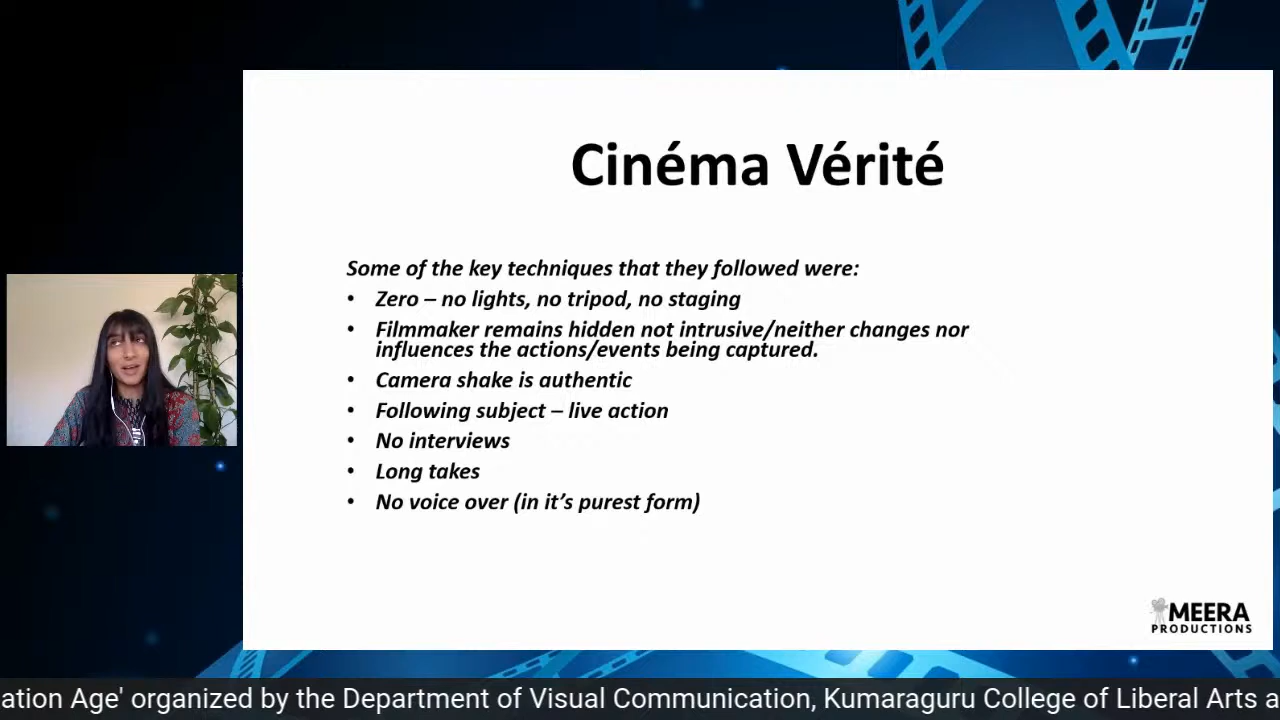 Cinéma Vérité
Some of the key techniques that they followed were:
• Zero – no lights, no tripod, no staging
• Filmmaker remains hidden not intrusive/neither changes nor
influences the actions/events being captured.
• Camera shake is authentic
• Following subject – live action
• No interviews
• Long takes
• No voice over (in it’s purest form)
MEERA
PRODUCTIONS
ation Age' organized by the Department of Visual Communication, Kumaraguru College of Liberal Arts a